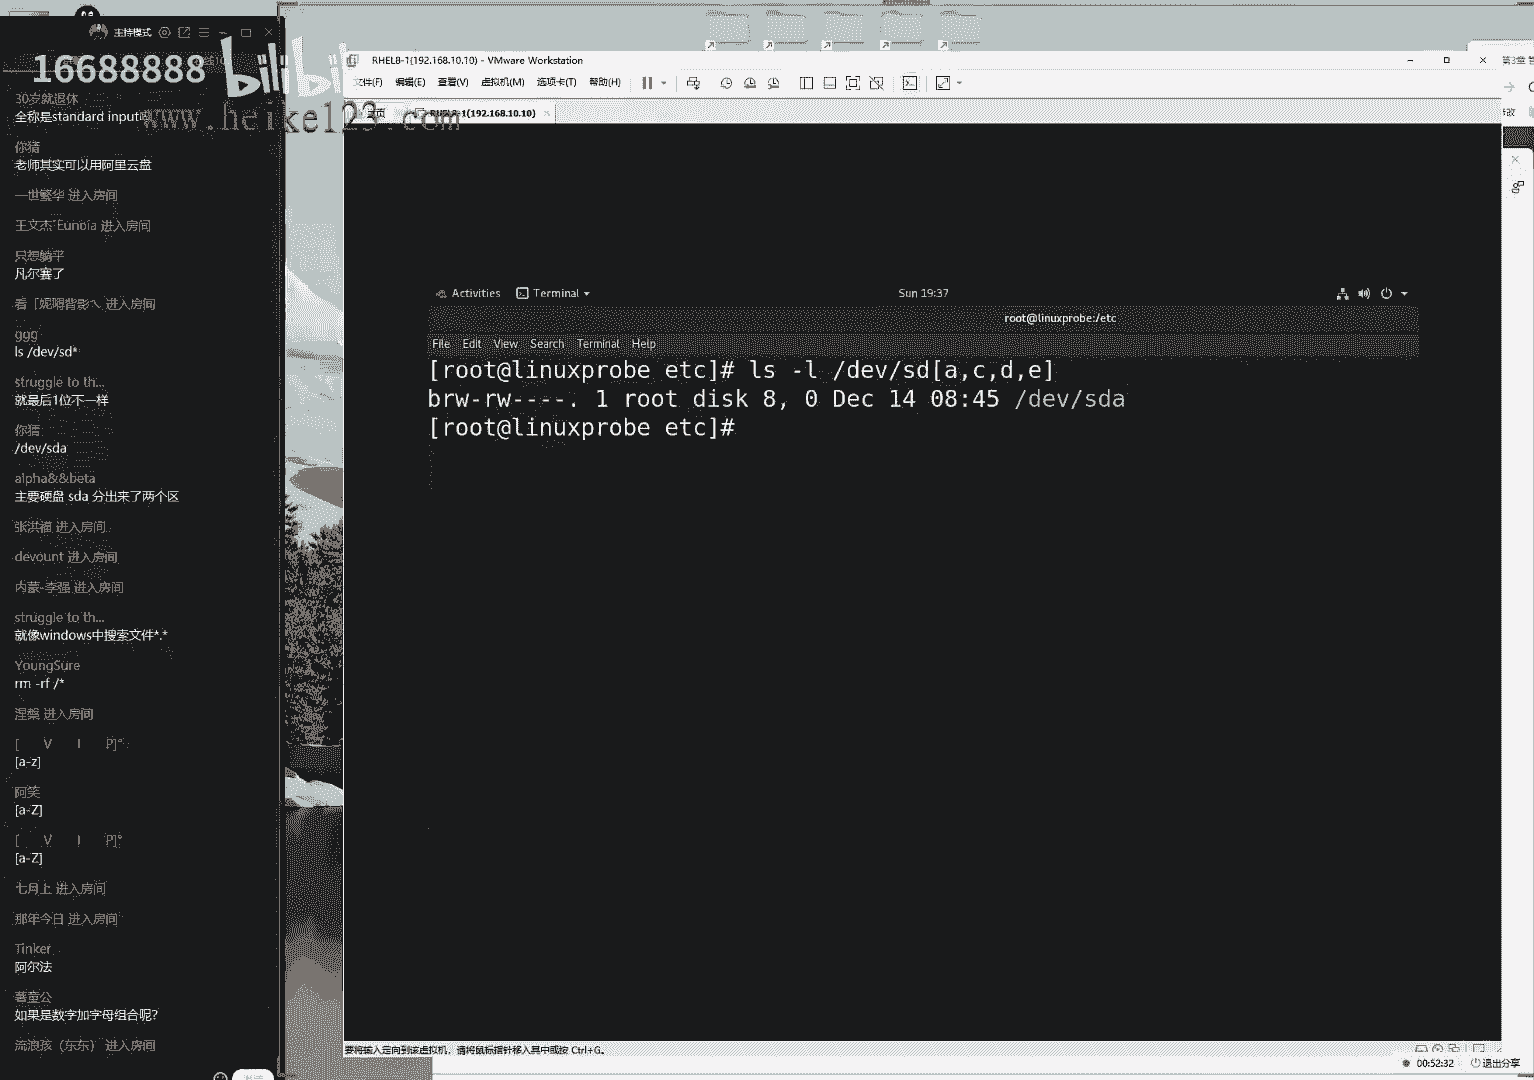 主持模式
16688888
bilibili
www.heike123.com
30岁就退休
全称是standard input吗
你猜
老师其实可以用阿里云盘
一世繁华 进入房间
王文杰 Eunoia 进入房间
只想躺平
凡尔赛了
进入房间
ggg
ls /dev/sd*
struggle to th...
就最后1位不一样
你猜
/dev/sda
alpha&&beta
主要硬盘 sda 分出来了两个区
张洪福 进入房间
devount 进入房间
内蒙-李强 进入房间
struggle to th...
就像windows中搜索文件*.*
YoungSure
rm -rf /*
涅槃 进入房间
[ V I P]°
[a-z]
阿笑
[a-Z]
[ V I P]°
[a-Z]
七月上 进入房间
那年今日 进入房间
Tinker
阿尔法
如果是数字加字母组合呢?
流浪孩（东东） 进入房间
RHEL8-1(192.168.10.10) - VMware Workstation
文件(F) 编辑(E) 查看(V) 虚拟机(M) 选项卡(T) 帮助(H)
主页
RHEL8-1(192.168.10.10)
第3章
Activities Terminal Sun 19:37
root@linuxprobe:/etc
File Edit View Search Terminal Help
[root@linuxprobe etc]# ls -l /dev/sd[a,c,d,e]
brw-rw----. 1 root disk 8, 0 Dec 14 08:45 /dev/sda
[root@linuxprobe etc]#
要将输入定向到该虚拟机，请将鼠标指针移入其中或按 Ctrl+G。
00:52:32 退出分享